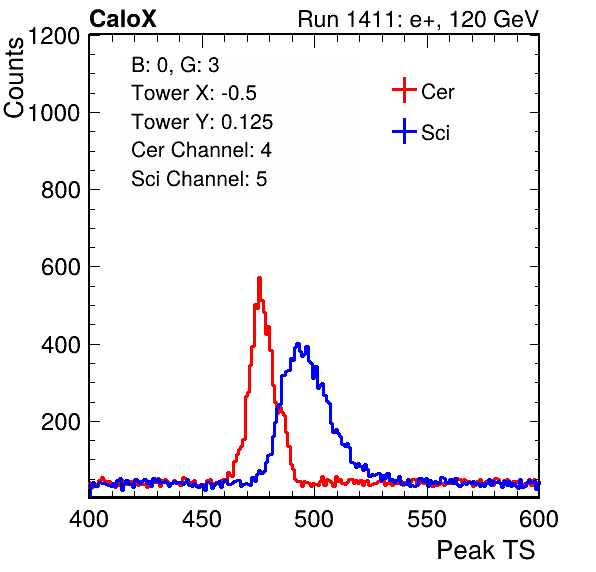 CaloX Run 1411: e+, 120 GeV
Counts
1200
1000
800
600
400
200
B: 0, G: 3
Tower X: -0.5
Tower Y: 0.125
Cer Channel: 4
Sci Channel: 5
Cer
Sci
400 450 500 550 600
Peak TS